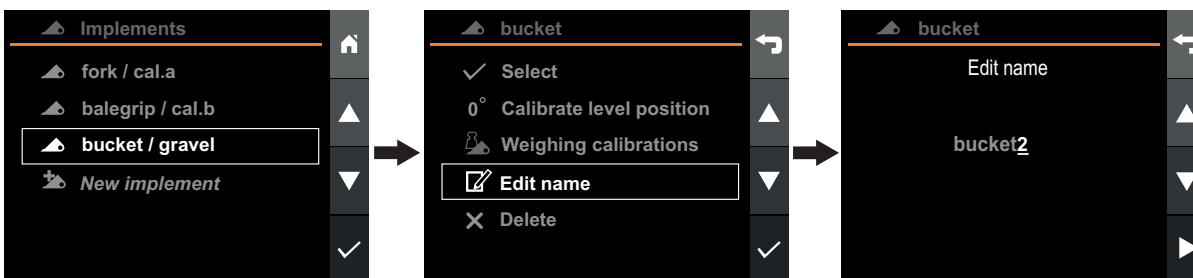 Implements
fork / cal.a
balegrip / cal.b
bucket / gravel
New implement
bucket
Select
0° Calibrate level position
Weighing calibrations
Edit name
Delete
bucket
Edit name
bucket2